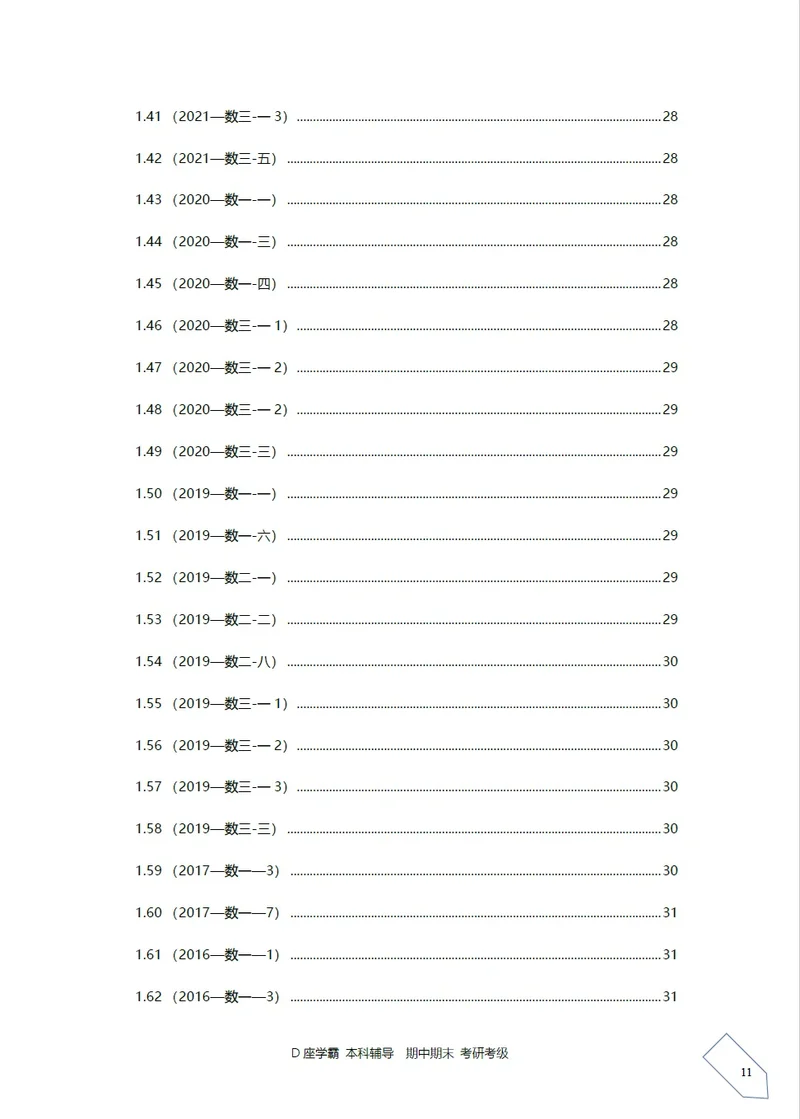 1.41（2021—数三-一 3）........................................28
1.42（2021—数三-五）........................................28
1.43（2020—数一-一）........................................28
1.44（2020—数一-三）........................................28
1.45（2020—数一-四）........................................28
1.46（2020—数三-一 1）........................................28
1.47（2020—数三-一 2）........................................29
1.48（2020—数三-一 2）........................................29
1.49（2020—数三-三）........................................29
1.50（2019—数一-一）........................................29
1.51（2019—数一-六）........................................29
1.52（2019—数二-一）........................................29
1.53（2019—数二-二）........................................29
1.54（2019—数二-八）........................................30
1.55（2019—数三-一 1）........................................30
1.56（2019—数三-一 2）........................................30
1.57（2019—数三-一 3）........................................30
1.58（2019—数三-三）........................................30
1.59（2017—数一—3）........................................30
1.60（2017—数一—7）........................................31
1.61（2016—数一—1）........................................31
1.62（2016—数一—3）........................................31
D 座学霸 本科辅导　期中期末 考研考级
11